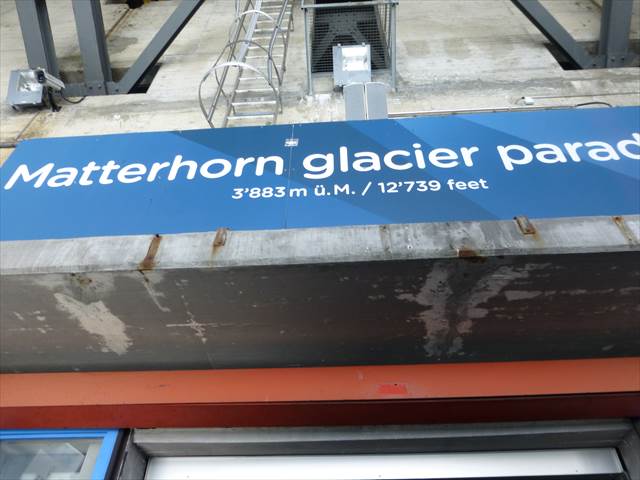 Matterhorn glacier parad
3'883 m ü.M. / 12'739 feet